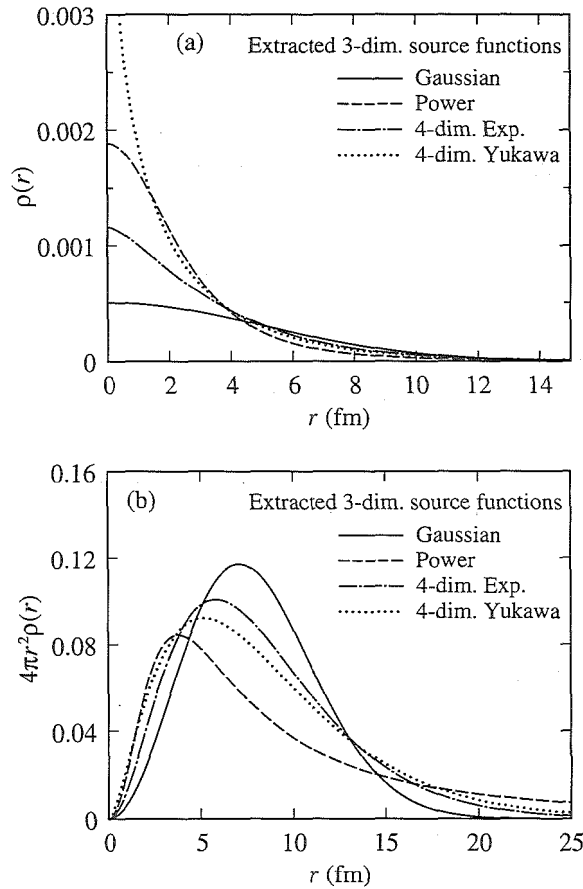 0.003
(a)
Extracted 3-dim. source functions
Gaussian
Power
4-dim. Exp.
4-dim. Yukawa
0.002
ρ(r)
0.001
0
0 2 4 6 8 10 12 14
r (fm)
0.16
(b)
Extracted 3-dim. source functions
Gaussian
Power
4-dim. Exp.
4-dim. Yukawa
0.12
4πr²ρ(r)
0.08
0.04
0
0 5 10 15 20 25
r (fm)